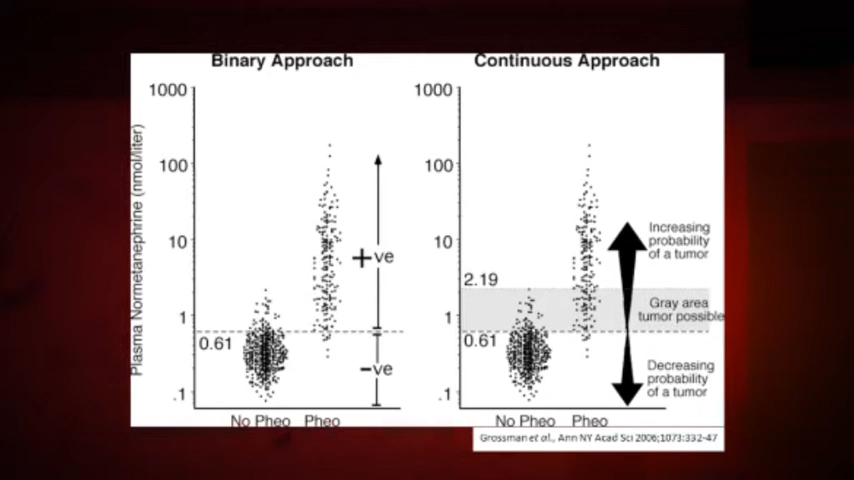 Binary Approach
Plasma Normetanephrine (nmol/liter)
1000
100
10
1
.1
0.61
+ve
-ve
No Pheo
Pheo
Continuous Approach
1000
100
10
1
.1
2.19
0.61
Increasing
probability
of a tumor
Gray area
tumor possible
Decreasing
probability
of a tumor
No Pheo
Pheo
Grossman et al., Ann NY Acad Sci 2006;1073:332-47